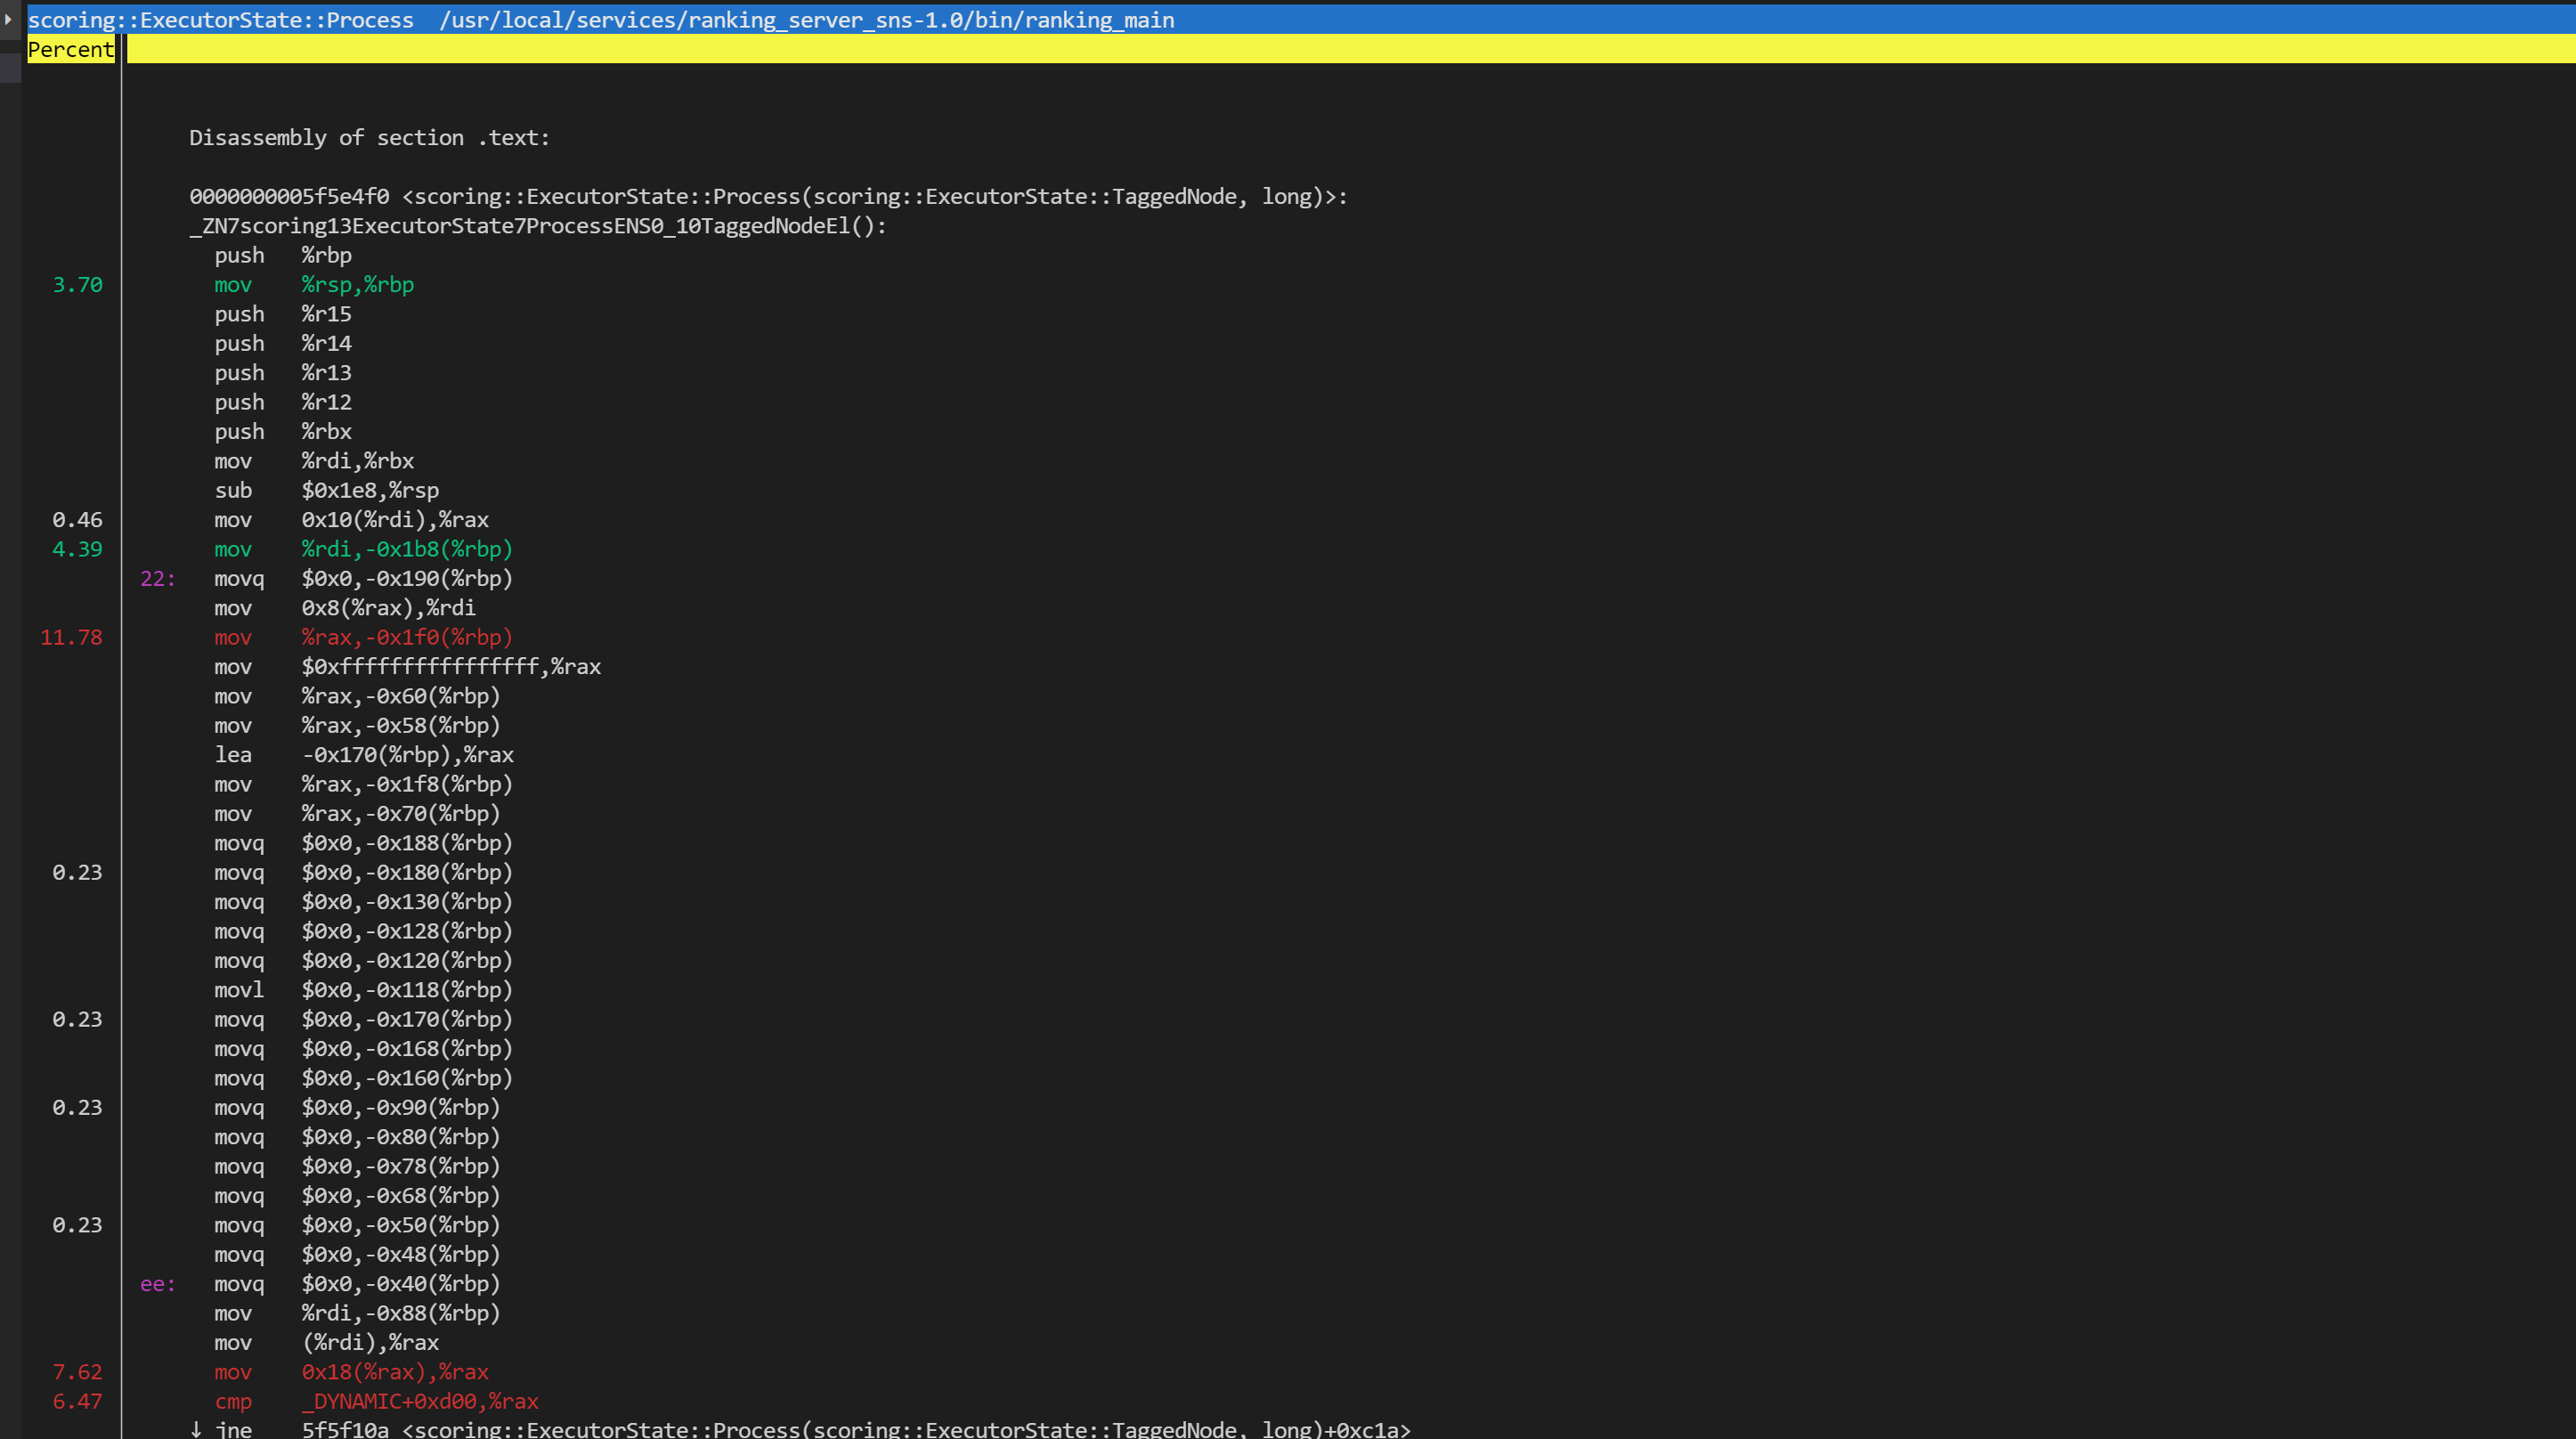 scoring::ExecutorState::Process  /usr/local/services/ranking_server_sns-1.0/bin/ranking_main
Percent
Disassembly of section .text:
0000000005f5e4f0 <scoring::ExecutorState::Process(scoring::ExecutorState::TaggedNode, long)>:
_ZN7scoring13ExecutorState7ProcessENS0_10TaggedNodeEl():
push   %rbp
3.70   mov    %rsp,%rbp
push   %r15
push   %r14
push   %r13
push   %r12
push   %rbx
mov    %rdi,%rbx
sub    $0x1e8,%rsp
0.46   mov    0x10(%rdi),%rax
4.39   mov    %rdi,-0x1b8(%rbp)
22:   movq   $0x0,-0x190(%rbp)
mov    0x8(%rax),%rdi
11.78   mov    %rax,-0x1f0(%rbp)
mov    $0xffffffffffffffff,%rax
mov    %rax,-0x60(%rbp)
mov    %rax,-0x58(%rbp)
lea    -0x170(%rbp),%rax
mov    %rax,-0x1f8(%rbp)
mov    %rax,-0x70(%rbp)
movq   $0x0,-0x188(%rbp)
0.23   movq   $0x0,-0x180(%rbp)
movq   $0x0,-0x130(%rbp)
movq   $0x0,-0x128(%rbp)
movq   $0x0,-0x120(%rbp)
movl   $0x0,-0x118(%rbp)
0.23   movq   $0x0,-0x170(%rbp)
movq   $0x0,-0x168(%rbp)
movq   $0x0,-0x160(%rbp)
0.23   movq   $0x0,-0x90(%rbp)
movq   $0x0,-0x80(%rbp)
movq   $0x0,-0x78(%rbp)
movq   $0x0,-0x68(%rbp)
0.23   movq   $0x0,-0x50(%rbp)
movq   $0x0,-0x48(%rbp)
ee:   movq   $0x0,-0x40(%rbp)
mov    %rdi,-0x88(%rbp)
mov    (%rdi),%rax
7.62   mov    0x18(%rax),%rax
6.47   cmp    _DYNAMIC+0xd00,%rax
↓ jne    5f5f10a <scoring::ExecutorState::Process(scoring::ExecutorState::TaggedNode, long)+0xc1a>